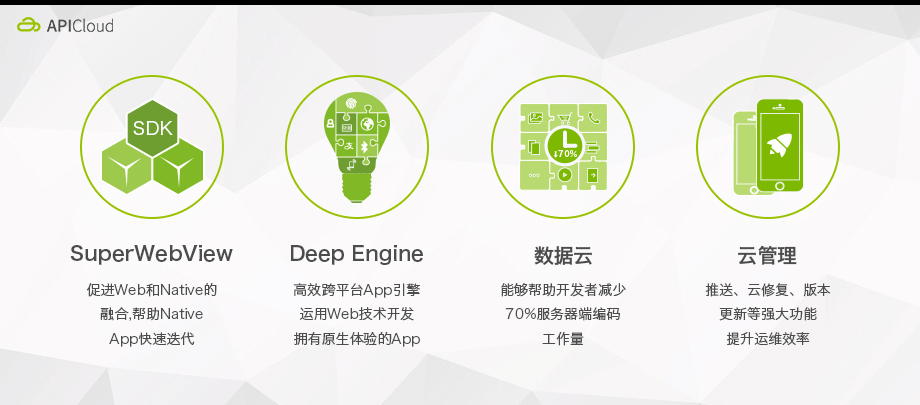 APICloud
SDK
↓70%
SuperWebView
Deep Engine
数据云
云管理
促进Web和Native的
融合,帮助Native
App快速迭代
高效跨平台App引擎
运用Web技术开发
拥有原生体验的App
能够帮助开发者减少
70%服务器端编码
工作量
推送、云修复、版本
更新等强大功能
提升运维效率